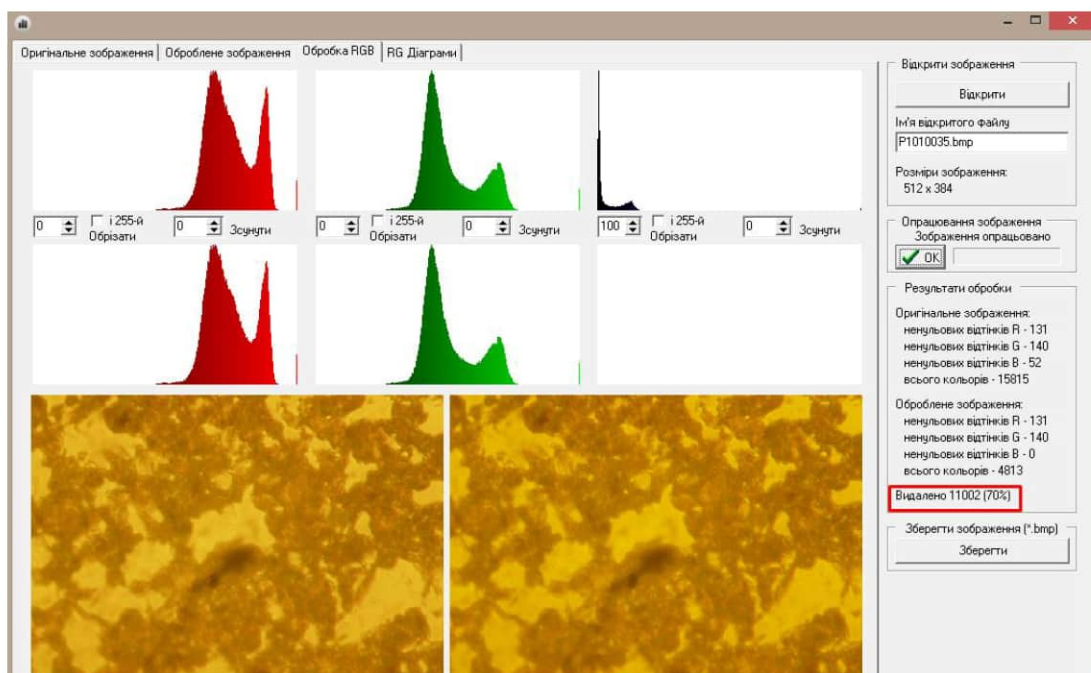 Оригінальне зображення
Оброблене зображення
Обробка RGB
RG Діаграми
0
і 255-й
Обрізати
0
Зсунути
0
і 255-й
Обрізати
0
Зсунути
100
і 255-й
Обрізати
0
Зсунути
Відкрити зображення
Відкрити
Ім'я відкритого файлу
P1010035.bmp
Розміри зображення:
512 x 384
Опрацювання зображення
Зображення опрацьовано
OK
Результати обробки
Оригінальне зображення:
ненульових відтінків R - 131
ненульових відтінків G - 140
ненульових відтінків B - 52
всього кольорів - 15815
Оброблене зображення:
ненульових відтінків R - 131
ненульових відтінків G - 140
ненульових відтінків B - 0
всього кольорів - 4813
Видалено 11002 (70%)
Зберегти зображення (*.bmp)
Зберегти